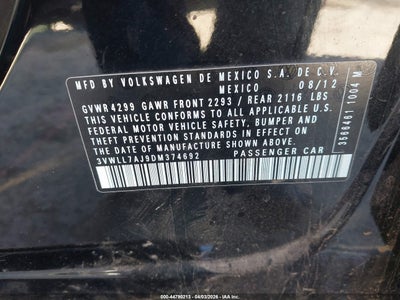 MFD BY VOLKSWAGEN DE MEXICO S.A. DE C.V.
MEXICO 08/12
GVWR 4299 GAWR FRONT 2293 / REAR 2116 LBS
THIS VEHICLE CONFORMS TO ALL APPLICABLE U.S.
FEDERAL MOTOR VEHICLE SAFETY, BUMPER AND
THEFT PREVENTION STANDARDS IN EFFECT ON
THE DATE OF MANUFACTURE SHOWN ABOVE.
3VWLL7AJ9DM374692 PASSENGER CAR
000-44790213 - 04/03/2026 - IAA Inc.